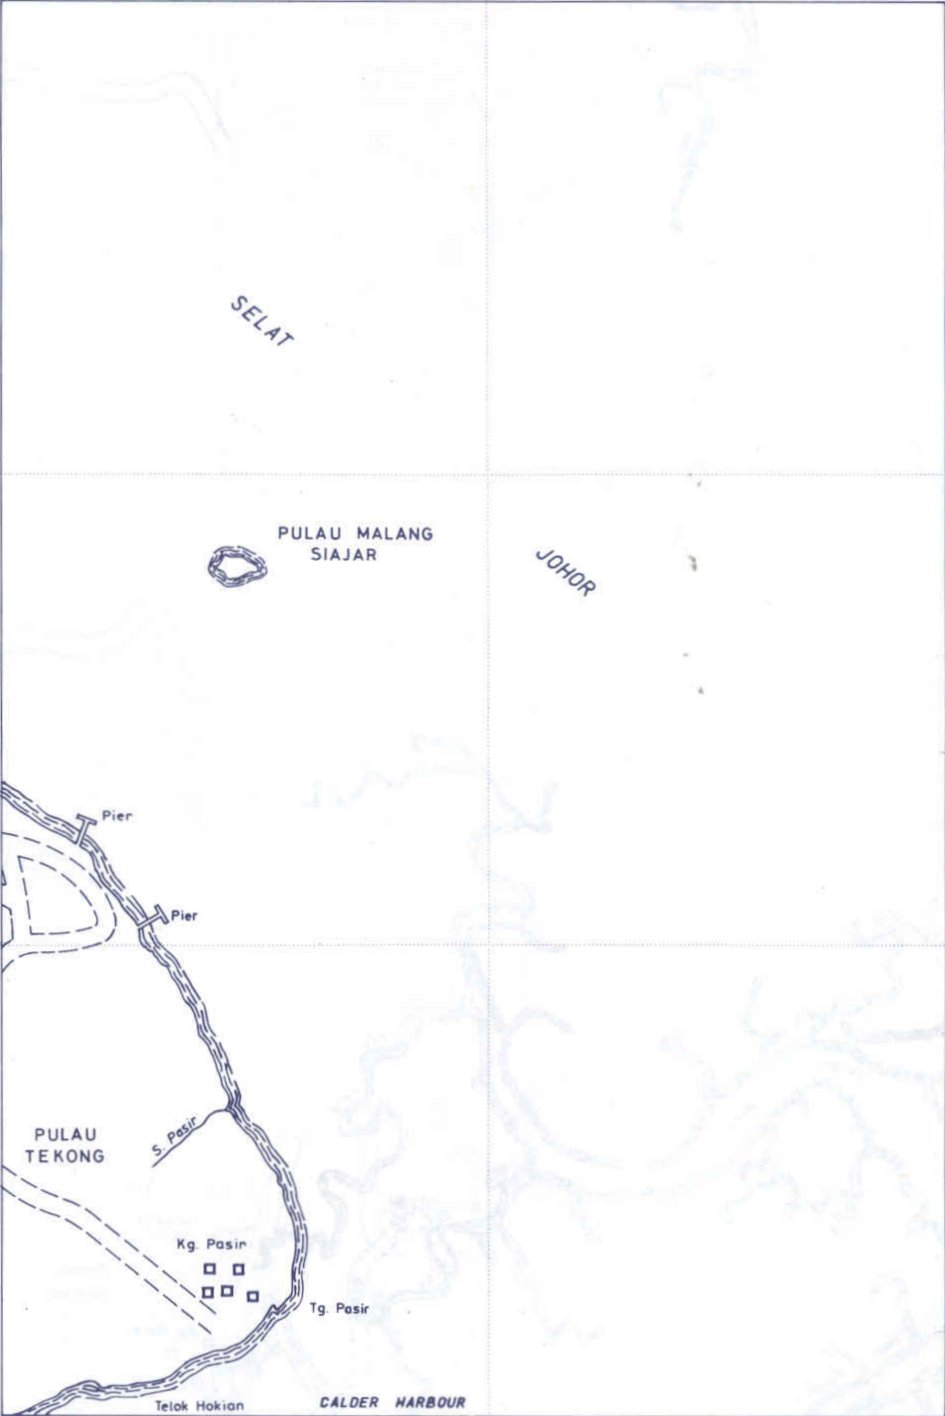 SELAT
PULAU MALANG
SIAJAR
JOHOR
Pier
Pier
S. Pasir
PULAU
TEKONG
Kg. Pasir
Tg. Pasir
Telok Hokian
CALDER HARBOUR